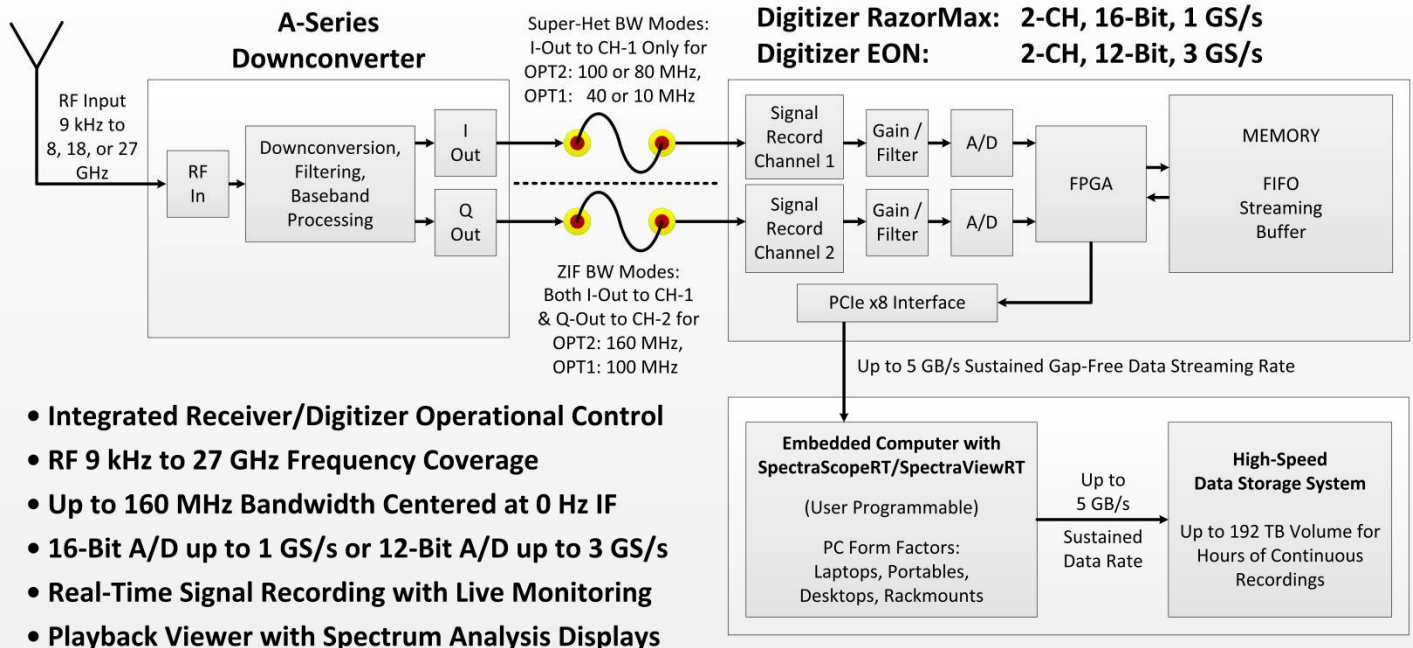 A-Series
Downconverter
RF Input
9 kHz to
8, 18, or 27
GHz
RF
In
Downconversion,
Filtering,
Baseband
Processing
I
Out
Q
Out
Super-Het BW Modes:
I-Out to CH-1 Only for
OPT2: 100 or 80 MHz,
OPT1: 40 or 10 MHz
ZIF BW Modes:
Both I-Out to CH-1
& Q-Out to CH-2 for
OPT2: 160 MHz,
OPT1: 100 MHz
Digitizer RazorMax: 2-CH, 16-Bit, 1 GS/s
Digitizer EON: 2-CH, 12-Bit, 3 GS/s
Signal
Record
Channel 1
Gain /
Filter
A/D
Signal
Record
Channel 2
Gain /
Filter
A/D
FPGA
MEMORY
FIFO
Streaming
Buffer
PCIe x8 Interface
Up to 5 GB/s Sustained Gap-Free Data Streaming Rate
Embedded Computer with
SpectraScopeRT/SpectraViewRT
(User Programmable)
PC Form Factors:
Laptops, Portables,
Desktops, Rackmounts
Up to
5 GB/s
Sustained
Data Rate
High-Speed
Data Storage System
Up to 192 TB Volume for
Hours of Continuous
Recordings
• Integrated Receiver/Digitizer Operational Control
• RF 9 kHz to 27 GHz Frequency Coverage
• Up to 160 MHz Bandwidth Centered at 0 Hz IF
• 16-Bit A/D up to 1 GS/s or 12-Bit A/D up to 3 GS/s
• Real-Time Signal Recording with Live Monitoring
• Playback Viewer with Spectrum Analysis Displays